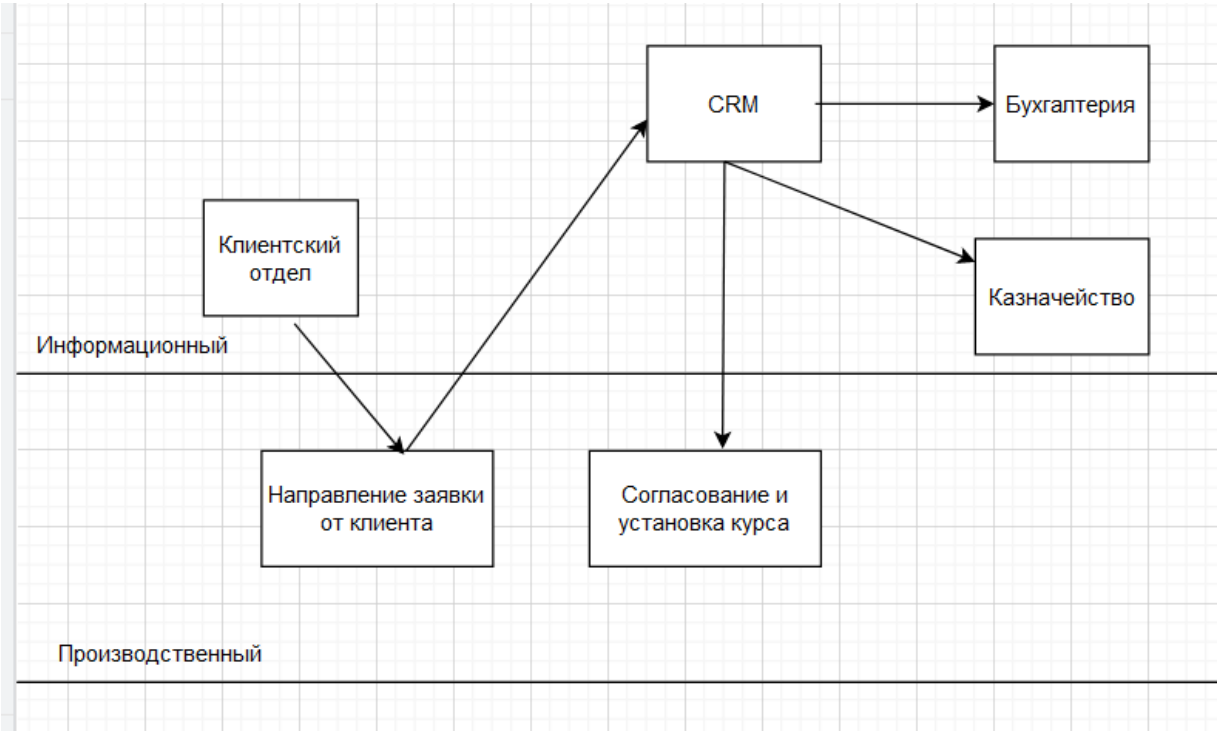 CRM
Бухгалтерия
Клиентский
отдел
Казначейство
Информационный
Направление заявки
от клиента
Согласование и
установка курса
Производственный